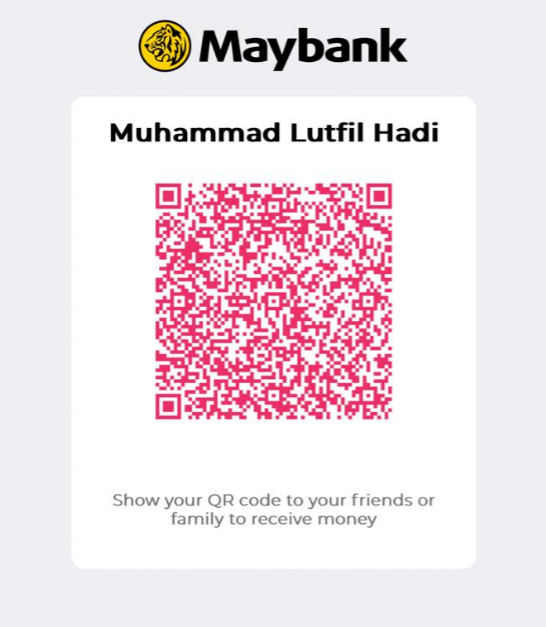 Maybank
Muhammad Lutfil Hadi
Show your QR code to your friends or
family to receive money